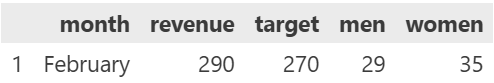 month revenue target men women
1 February 290 270 29 35